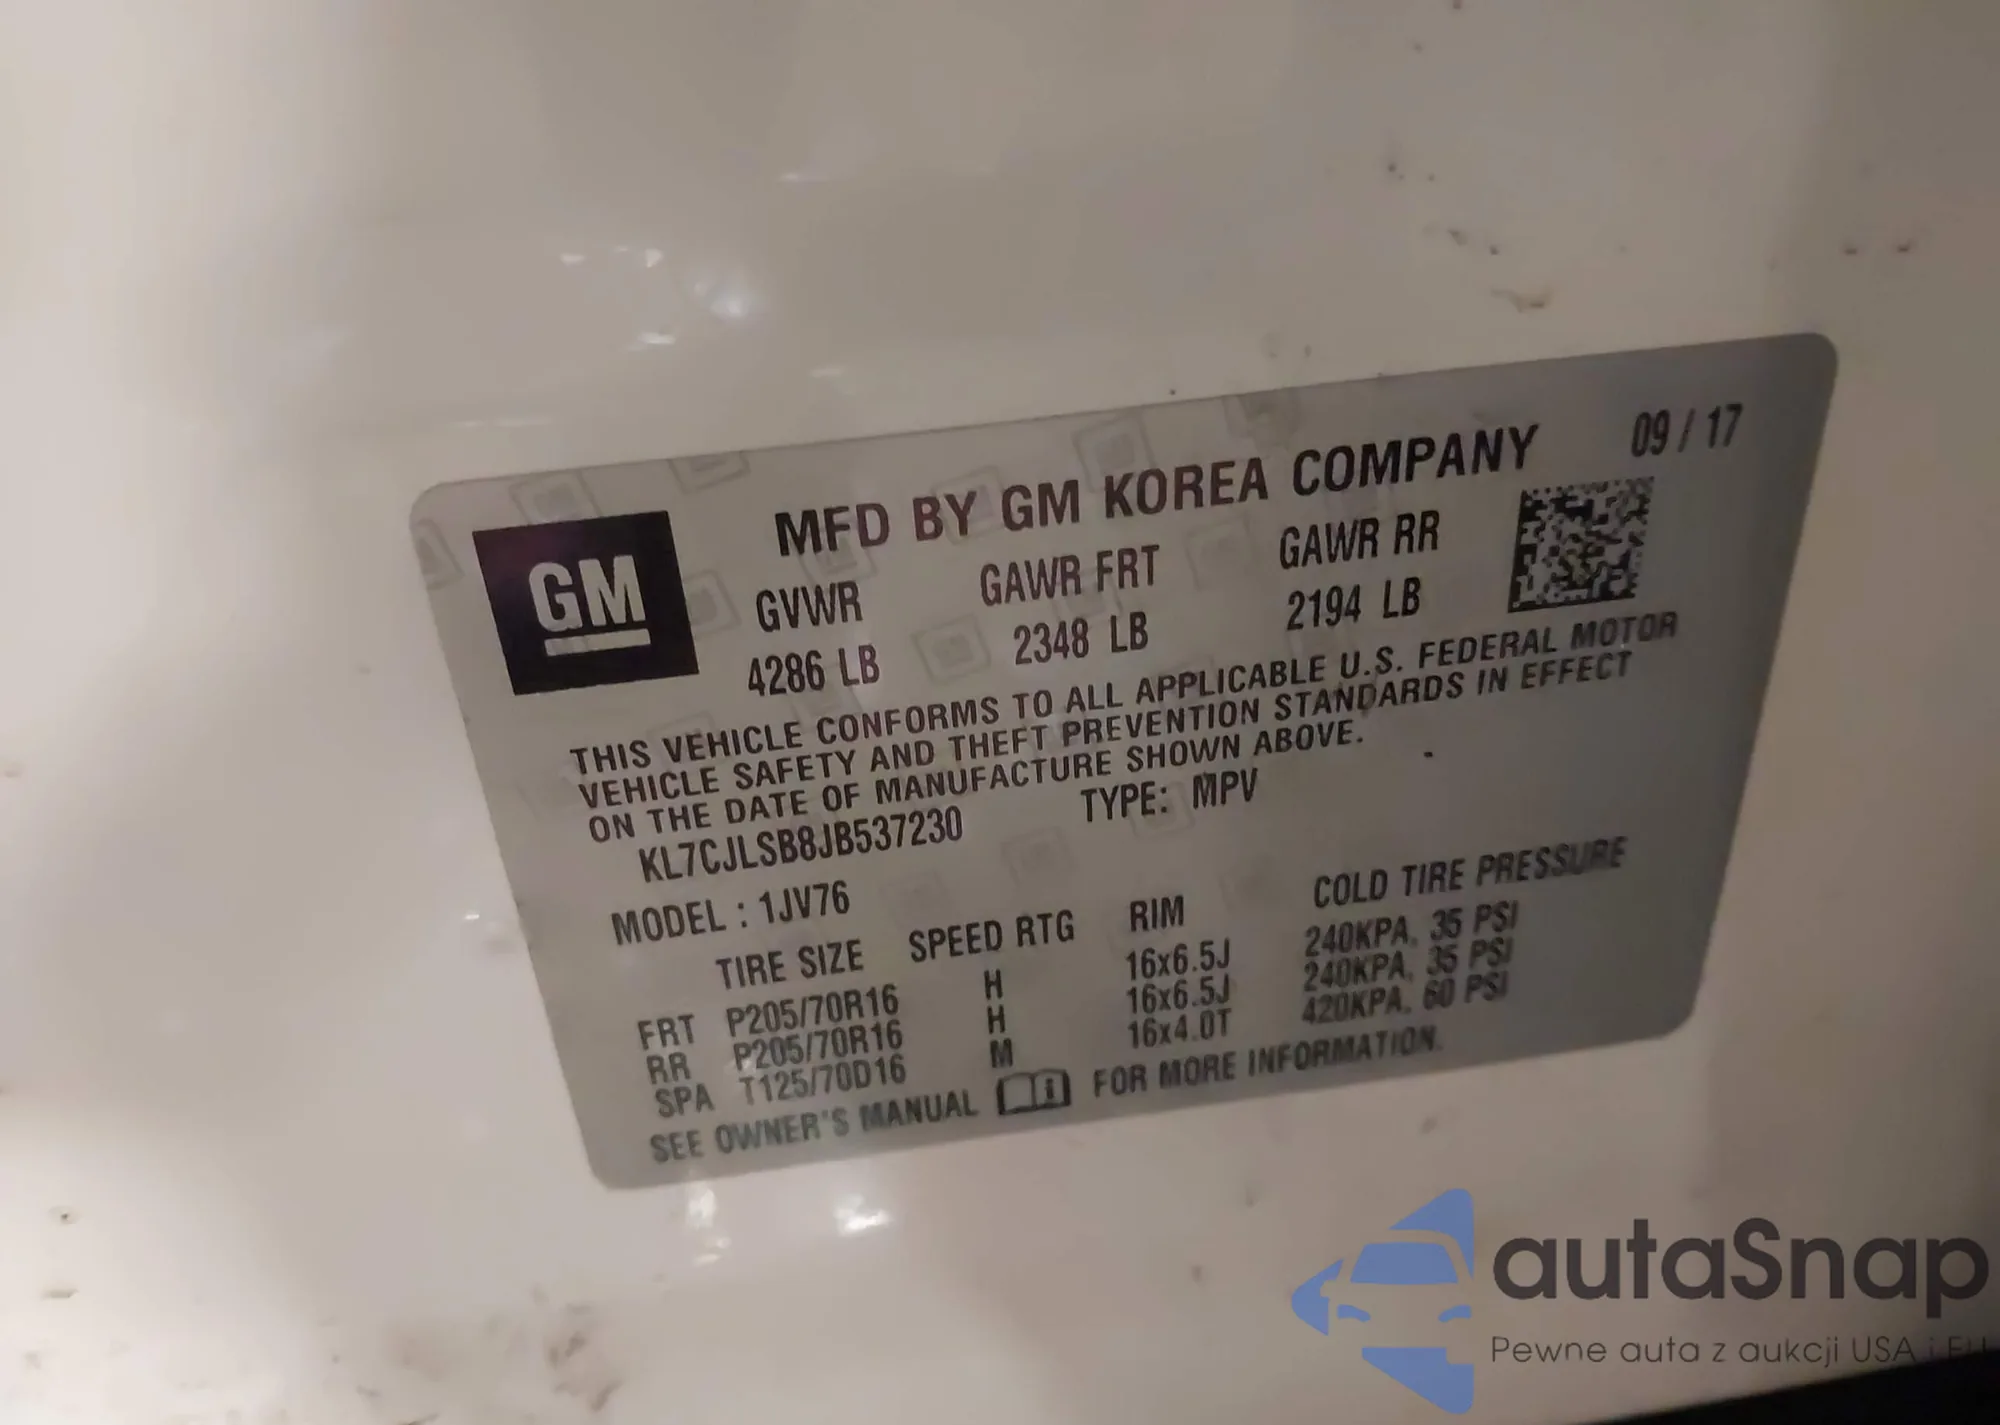 MFD BY GM KOREA COMPANY 09 / 17
GM
GVWR GAWR FRT GAWR RR
4286 LB 2348 LB 2194 LB
THIS VEHICLE CONFORMS TO ALL APPLICABLE U.S. FEDERAL MOTOR
VEHICLE SAFETY AND THEFT PREVENTION STANDARDS IN EFFECT
ON THE DATE OF MANUFACTURE SHOWN ABOVE.
KL7CJLSB8JB537230 TYPE: MPV
MODEL : 1JV76
TIRE SIZE SPEED RTG RIM COLD TIRE PRESSURE
FRT P205/70R16 H 16x6.5J 240KPA, 35 PSI
RR P205/70R16 H 16x6.5J 240KPA, 35 PSI
SPA T125/70D16 M 16x4.0T 420KPA, 60 PSI
SEE OWNER'S MANUAL FOR MORE INFORMATION.
autaSnap
Pewne auta z aukcji USA i EU